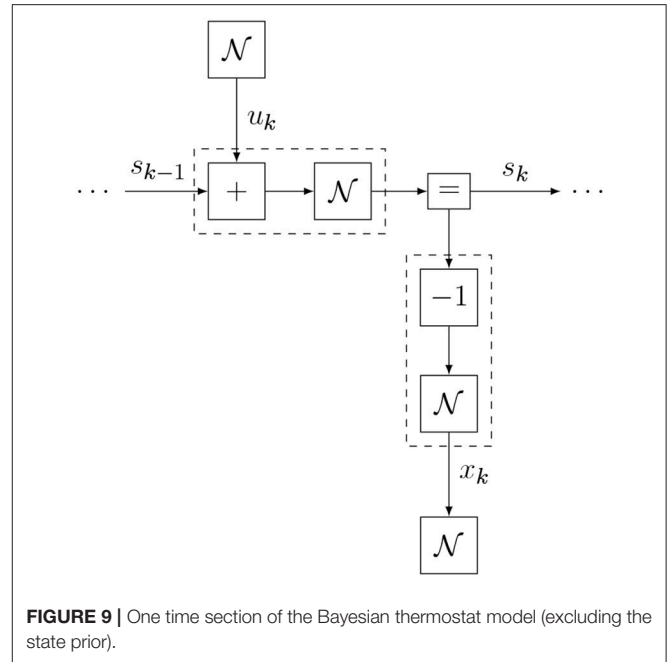 𝒩
u_k
s_{k−1}
s_k
· · · + 𝒩 = · · ·
−1
𝒩
x_k
𝒩
FIGURE 9 | One time section of the Bayesian thermostat model (excluding the
state prior).